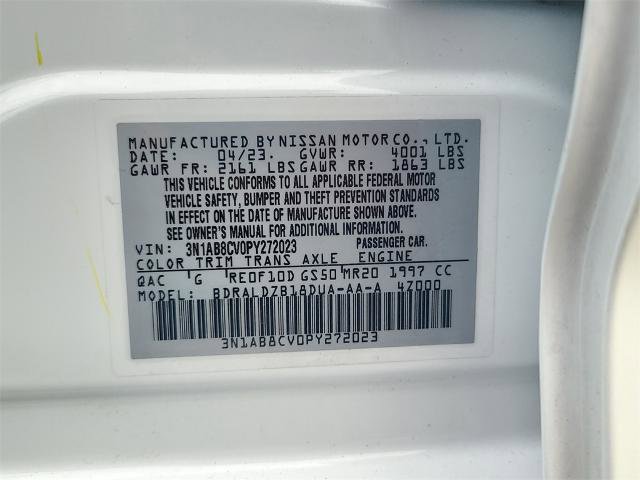 MANUFACTURED BY NISSAN MOTOR CO., LTD.
DATE: 04/23. GVWR: 4001 LBS
GAWR FR: 2161 LBS GAWR RR: 1863 LBS
THIS VEHICLE CONFORMS TO ALL APPLICABLE FEDERAL MOTOR
VEHICLE SAFETY, BUMPER AND THEFT PREVENTION STANDARDS
IN EFFECT ON THE DATE OF MANUFACTURE SHOWN ABOVE.
SEE OWNER'S MANUAL FOR ADDITIONAL INFORMATION.
VIN: 3N1AB8CV0PY272023 PASSENGER CAR.
COLOR TRIM TRANS AXLE ENGINE
QAC G RE0F10D GS50 MR20 1997 CC
MODEL: BDRALDZB18DUA-AA-A 4Z000
3N1AB8CV0PY272023